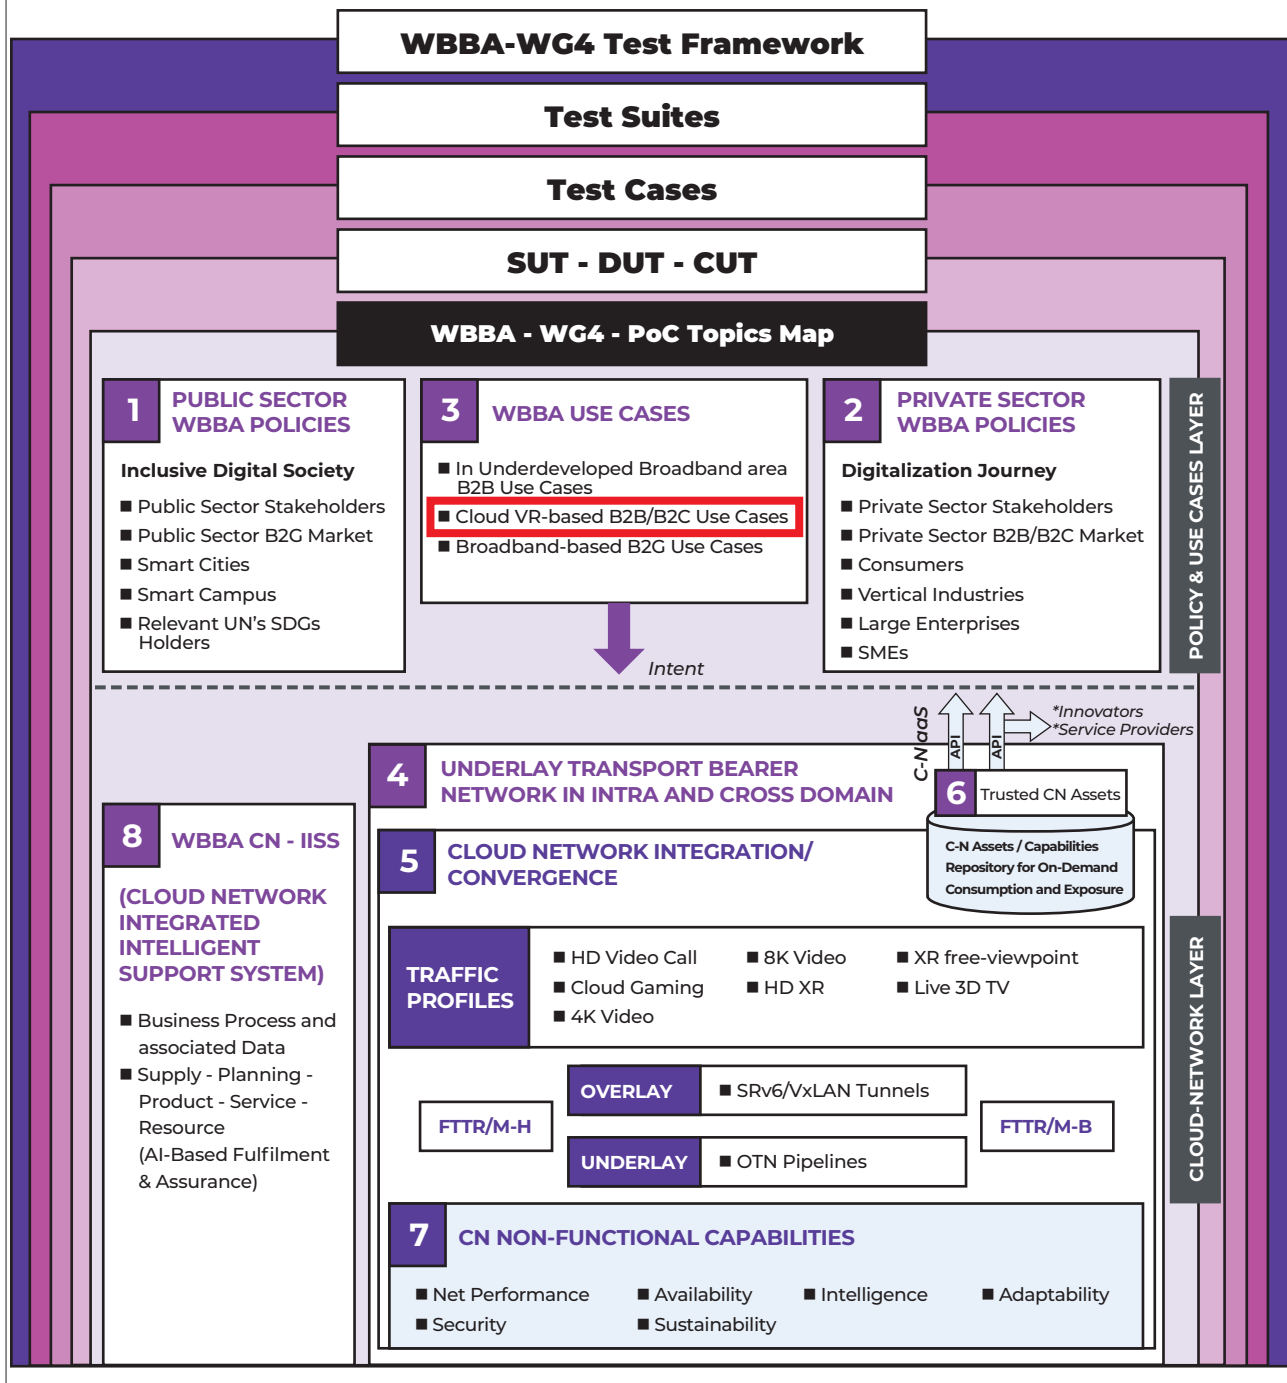 WBBA-WG4 Test Framework
Test Suites
Test Cases
SUT - DUT - CUT
WBBA - WG4 - PoC Topics Map
1
PUBLIC SECTOR
WBBA POLICIES
Inclusive Digital Society
■ Public Sector Stakeholders
■ Public Sector B2G Market
■ Smart Cities
■ Smart Campus
■ Relevant UN's SDGs
Holders
3
WBBA USE CASES
■ In Underdeveloped Broadband area
B2B Use Cases
■ Cloud VR-based B2B/B2C Use Cases
■ Broadband-based B2G Use Cases
2
PRIVATE SECTOR
WBBA POLICIES
Digitalization Journey
■ Private Sector Stakeholders
■ Private Sector B2B/B2C Market
■ Consumers
■ Vertical Industries
■ Large Enterprises
■ SMEs
POLICY & USE CASES LAYER
Intent
C-N aaS
API
API
*Innovators
*Service Providers
8
WBBA CN - IISS
(CLOUD NETWORK
INTEGRATED
INTELLIGENT
SUPPORT SYSTEM)
■ Business Process and
associated Data
■ Supply - Planning -
Product - Service -
Resource
(AI-Based Fulfilment
& Assurance)
4
UNDERLAY TRANSPORT BEARER
NETWORK IN INTRA AND CROSS DOMAIN
6
Trusted CN Assets
C-N Assets / Capabilities
Repository for On-Demand
Consumption and Exposure
5
CLOUD NETWORK INTEGRATION/
CONVERGENCE
TRAFFIC
PROFILES
■ HD Video Call
■ Cloud Gaming
■ 4K Video
■ 8K Video
■ HD XR
■ XR free-viewpoint
■ Live 3D TV
FTTR/M-H
OVERLAY
■ SRv6/VxLAN Tunnels
UNDERLAY
■ OTN Pipelines
FTTR/M-B
7
CN NON-FUNCTIONAL CAPABILITIES
■ Net Performance
■ Security
■ Availability
■ Sustainability
■ Intelligence
■ Adaptability
CLOUD-NETWORK LAYER